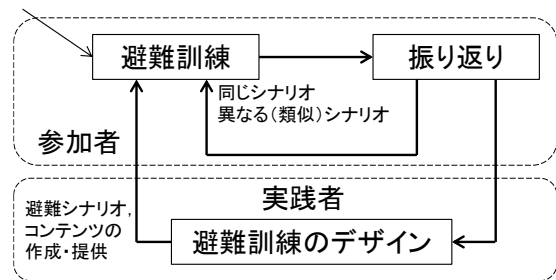 避難訓練
振り返り
同じシナリオ
異なる(類似)シナリオ
参加者
実践者
避難シナリオ,
コンテンツの
作成・提供
避難訓練のデザイン